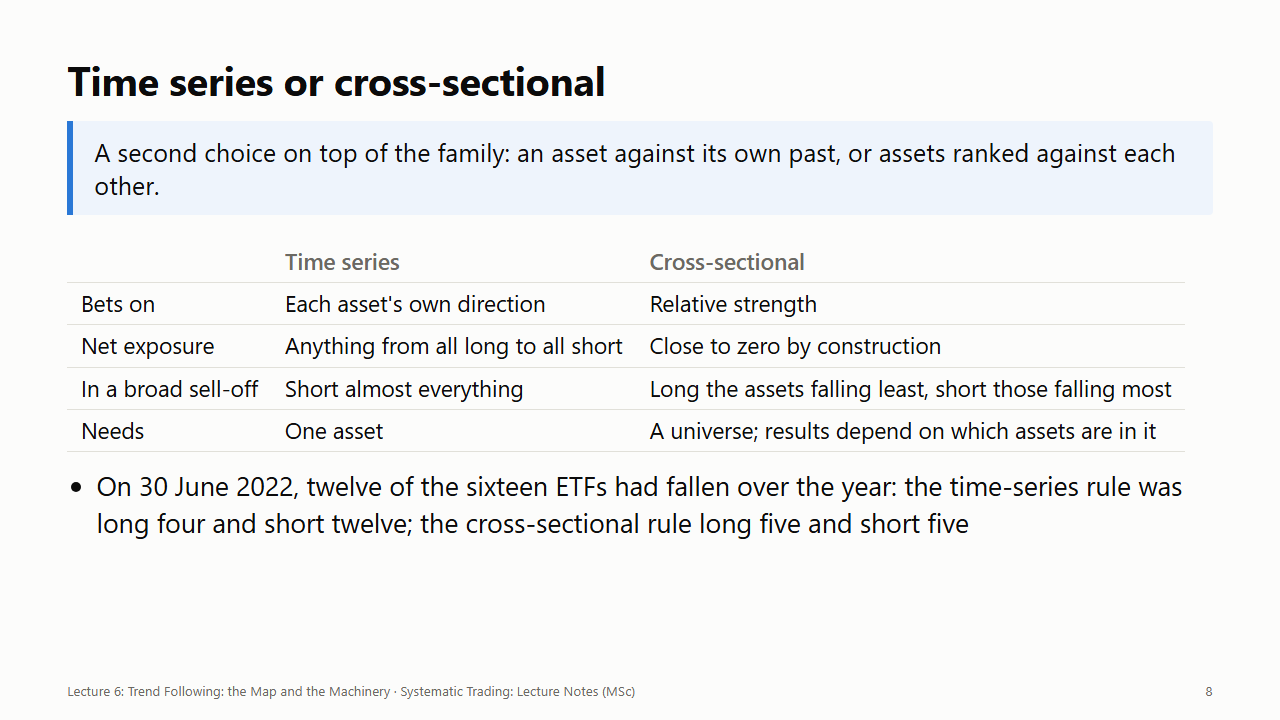 Time series or cross-sectional
A second choice on top of the family: an asset against its own past, or assets ranked against each
other.
Time series Cross-sectional
Bets on Each asset's own direction Relative strength
Net exposure Anything from all long to all short Close to zero by construction
In a broad sell-off Short almost everything Long the assets falling least, short those falling most
Needs One asset A universe; results depend on which assets are in it
• On 30 June 2022, twelve of the sixteen ETFs had fallen over the year: the time-series rule was
long four and short twelve; the cross-sectional rule long five and short five
Lecture 6: Trend Following: the Map and the Machinery · Systematic Trading: Lecture Notes (MSc) 8